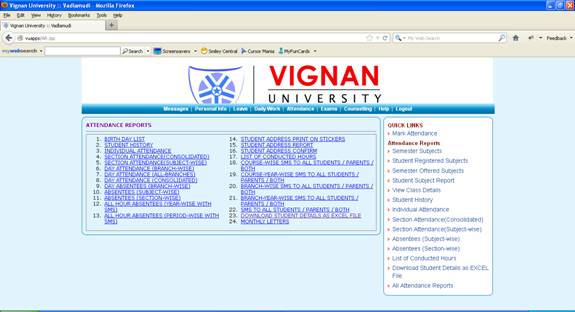 Vignan University :: Vadlamudi - Mozilla Firefox
File Edit View History Bookmarks Tools Help
Vignan University :: Vadlamudi
My Web Search
Feedback
mywebsearch Search Screensavers Smiley Central Cursor Mania MyFunCards
VIGNAN
UNIVERSITY
Messages | Personal Info | Leave | Daily Work | Attendance | Exams | Counselling | Help | Logout
ATTENDANCE REPORTS
1. BIRTH DAY LIST
2. STUDENT HISTORY
3. INDIVIDUAL ATTENDANCE
4. SECTION ATTENDANCE(CONSOLIDATED)
5. SECTION ATTENDANCE(SUBJECT-WISE)
6. DAY ATTENDANCE (BRANCH-WISE)
7. DAY ATTENDANCE (ALL-BRANCHES)
8. DAY ATTENDANCE (CONSOLIDATED)
9. DAY ABSENTEES (BRANCH-WISE)
10. ABSENTEES (SUBJECT-WISE)
11. ABSENTEES (SECTION-WISE)
12. ALL HOUR ABSENTEES (YEAR-WISE WITH
SMS)
13. ALL HOUR ABSENTEES (PERIOD-WISE WITH
SMS)
14. STUDENT ADDRESS PRINT ON STICKERS
15. STUDENT ADDRESS REPORT
16. STUDENT ADDRESS CONFIRM
17. LIST OF CONDUCTED HOURS
18. COURSE-WISE SMS TO ALL STUDENTS / PARENTS /
BOTH
19. COURSE-YEAR-WISE SMS TO ALL STUDENTS /
PARENTS / BOTH
20. BRANCH-WISE SMS TO ALL STUDENTS / PARENTS /
BOTH
21. BRANCH-YEAR-WISE SMS TO ALL STUDENTS /
PARENTS / BOTH
22. SMS TO ALL STUDENTS / PARENTS / BOTH
23. DOWNLOAD STUDENT DETAILS AS EXCEL FILE
24. MONTHLY LETTERS
QUICK LINKS
Mark Attendance
Attendance Reports
Semester Subjects
Student Registered Subjects
Semester Offered Subjects
Student Subject Report
View Class Details
Student History
Individual Attendance
Section Attendance(Consolidated)
Section Attendance(Subject-wise)
Absentees (Subject-wise)
Absentees (Section-wise)
List of Conducted Hours
Download Student Details as EXCEL
File
All Attendance Reports